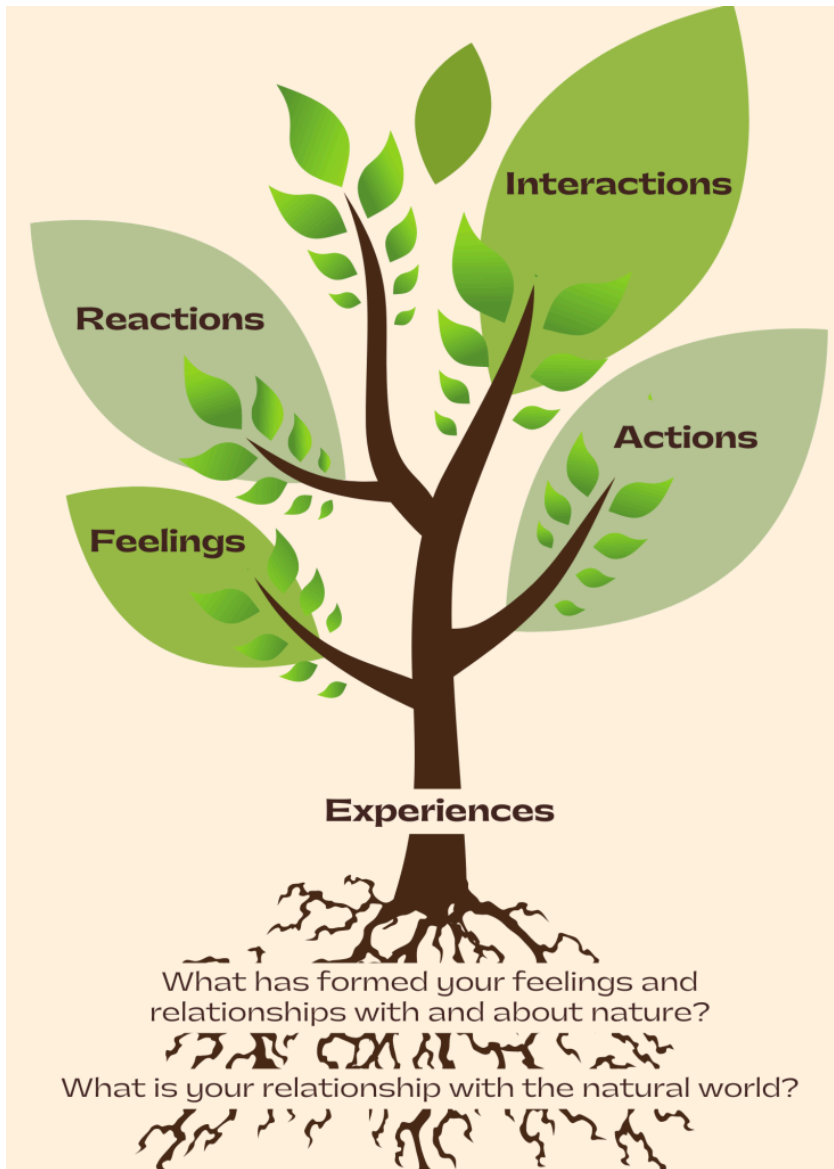 Interactions
Reactions
Actions
Feelings
Experiences
What has formed your feelings and
relationships with and about nature?
What is your relationship with the natural world?